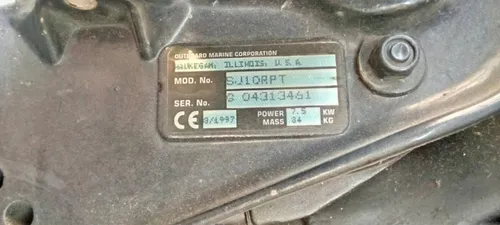 OUTBOARD MARINE CORPORATION
WAUKEGAN, ILLINOIS, U.S.A.
MOD. No. SJ10RPT
SER. No. G 04313461
CE 8/1997 POWER 7.5 KW
MASS 34 KG